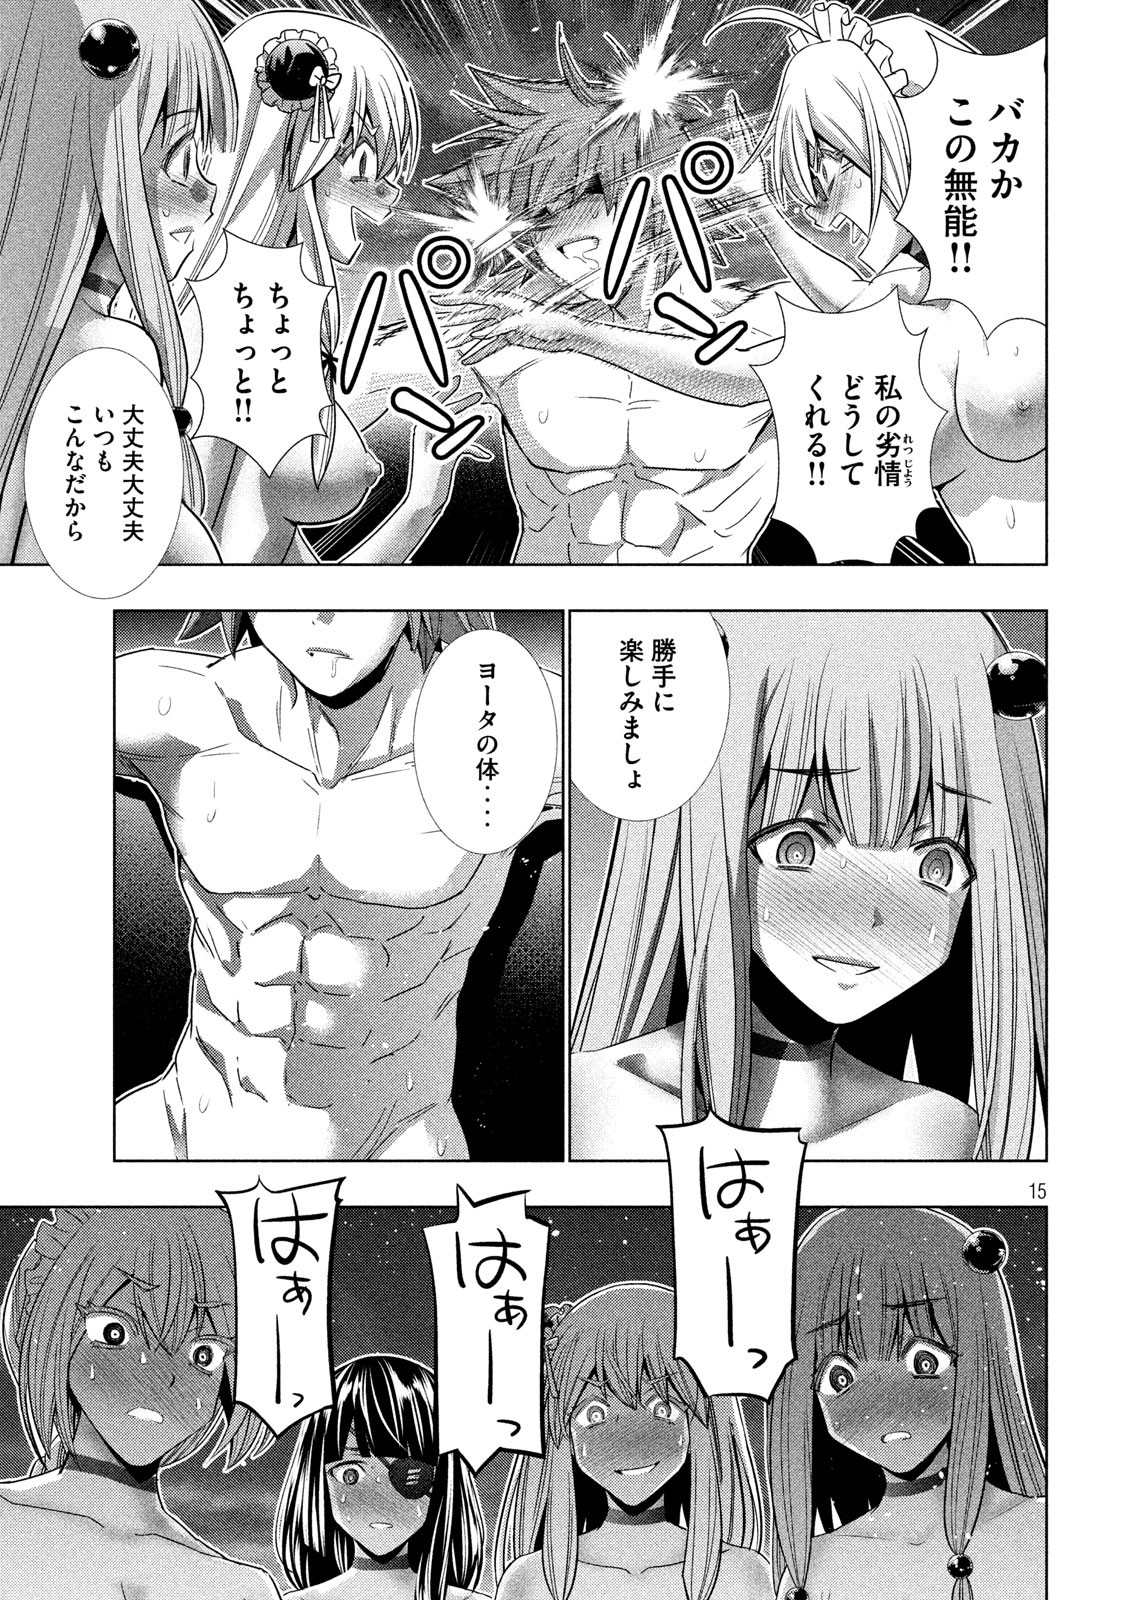 バカか
この無能!!
私の劣情
れつじょう
どうして
くれる!!
パン
パン
ちょっと
ちょっと!!
大丈夫大丈夫
いつも
こんなだから
勝手に
楽しみましょ
ヨータの体‥‥
15
はぁーっ
はぁーっ
はぁーっ